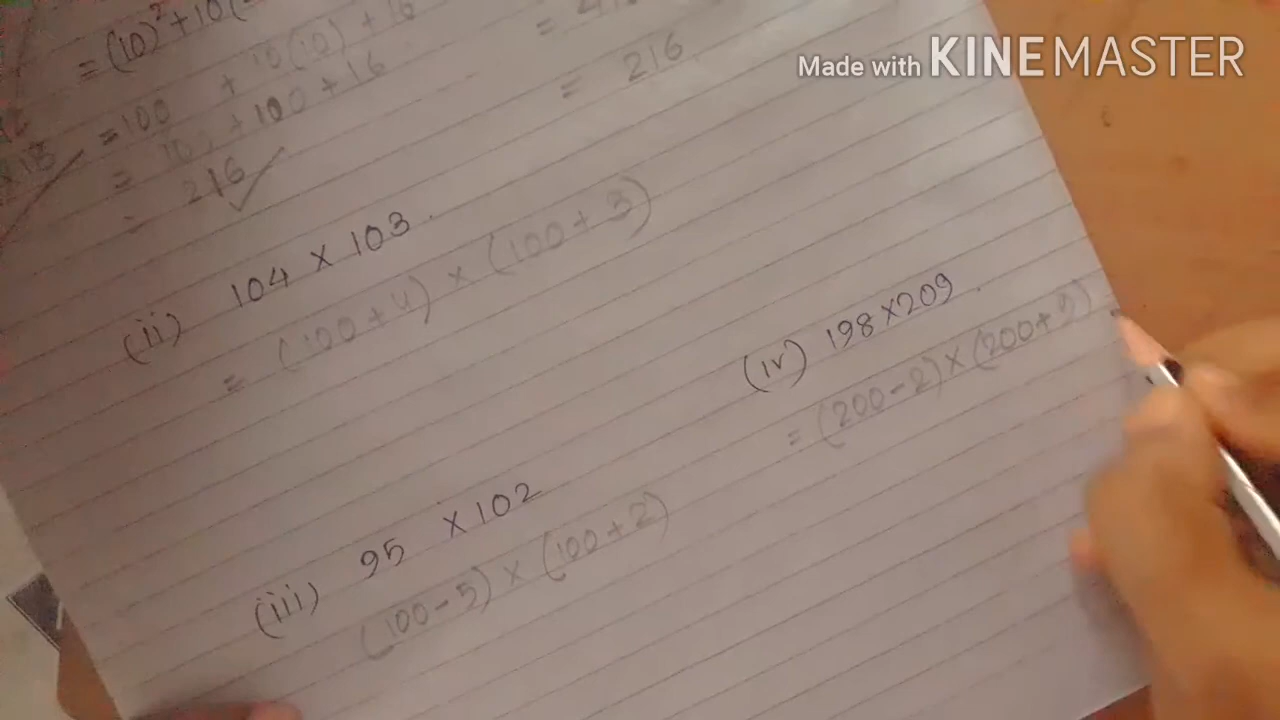 = (10)² + 10(
= 100 + 10(10) + 16
= 100 + 100 + 16
= 216
= 216
Made with KINEMASTER
(ii) 104 x 103.
= (100 + 4) x (100 + 3)
(iv) 198 x 209.
= (200 - 2) x (200 + 9) =
(iii) 95 x 102
(100 - 5) x (100 + 2)